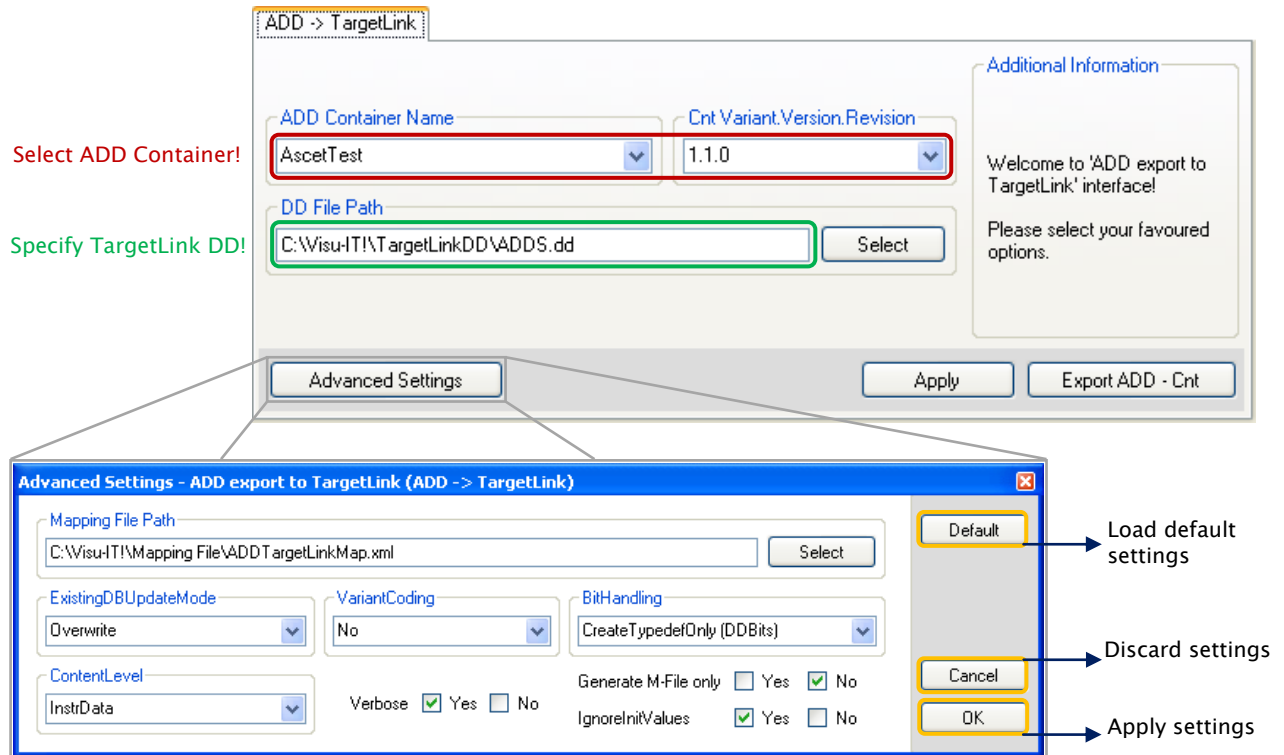 ADD -> TargetLink
Additional Information
ADD Container Name
Cnt Variant.Version.Revision
Select ADD Container!
AscetTest
1.1.0
Welcome to 'ADD export to
TargetLink' interface!
DD File Path
Please select your favoured
options.
Specify TargetLink DD!
C:\Visu-IT!\TargetLinkDD\ADDS.dd
Select
Advanced Settings
Apply
Export ADD - Cnt
Advanced Settings - ADD export to TargetLink (ADD -> TargetLink)
Mapping File Path
Default
Load default
settings
C:\Visu-IT!\Mapping File\ADDTargetLinkMap.xml
Select
ExistingDBUpdateMode
VariantCoding
BitHandling
Overwrite
No
CreateTypedefOnly (DDBits)
Discard settings
ContentLevel
Generate M-File only Yes No
Cancel
InstrData
Verbose Yes No
IgnoreInitValues Yes No
OK
Apply settings